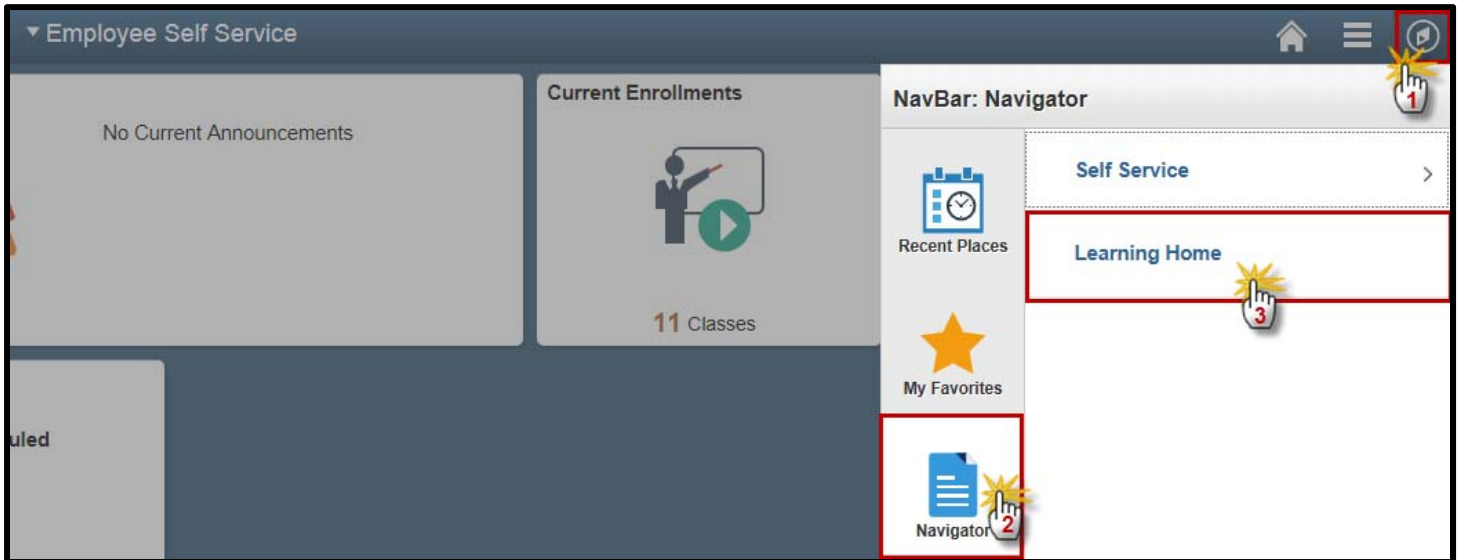 Employee Self Service
1
No Current Announcements
Current Enrollments
11 Classes
uled
NavBar: Navigator
Recent Places
My Favorites
Navigator
2
Self Service
Learning Home
3